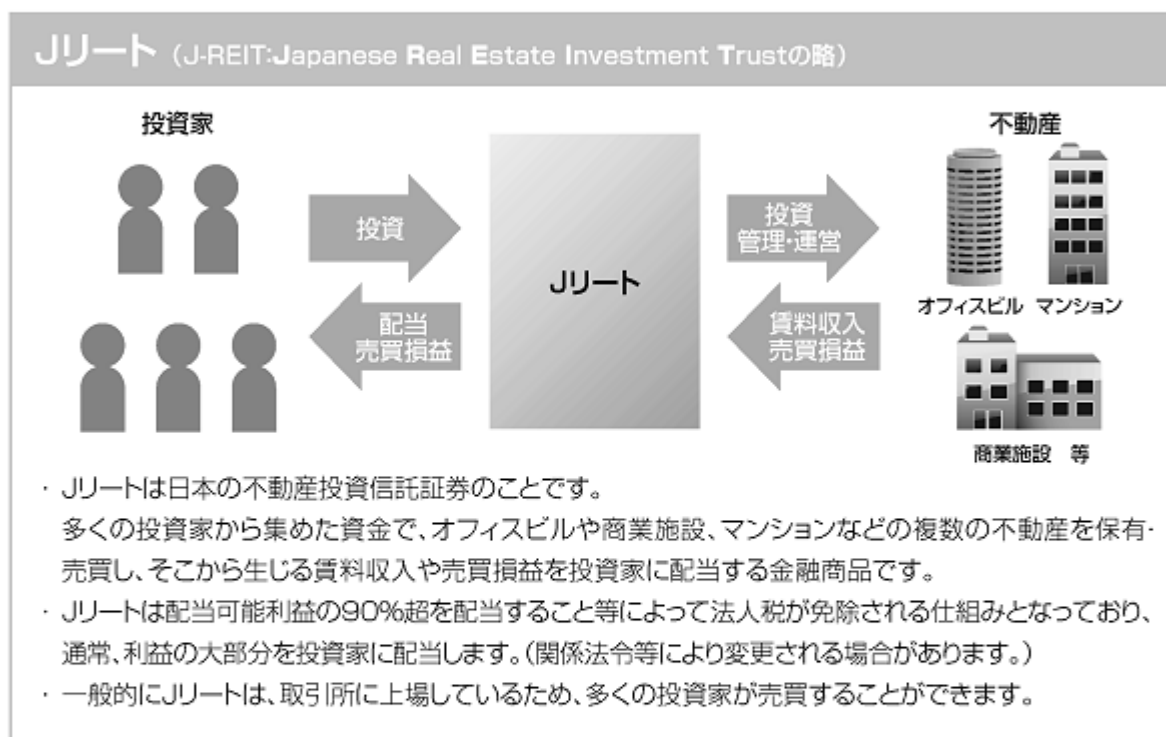 Jリート（J-REIT:Japanese Real Estate Investment Trustの略）
投資家
不動産
投資
投資
管理・運営
Jリート
オフィスビル マンション
配当
売買損益
賃料収入
売買損益
商業施設 等
・Jリートは日本の不動産投資信託証券のことです。
多くの投資家から集めた資金で、オフィスビルや商業施設、マンションなどの複数の不動産を保有・
売買し、そこから生じる賃料収入や売買損益を投資家に配当する金融商品です。
・Jリートは配当可能利益の90%超を配当すること等によって法人税が免除される仕組みとなっており、
通常、利益の大部分を投資家に配当します。（関係法令等により変更される場合があります。）
・一般的にJリートは、取引所に上場しているため、多くの投資家が売買することができます。